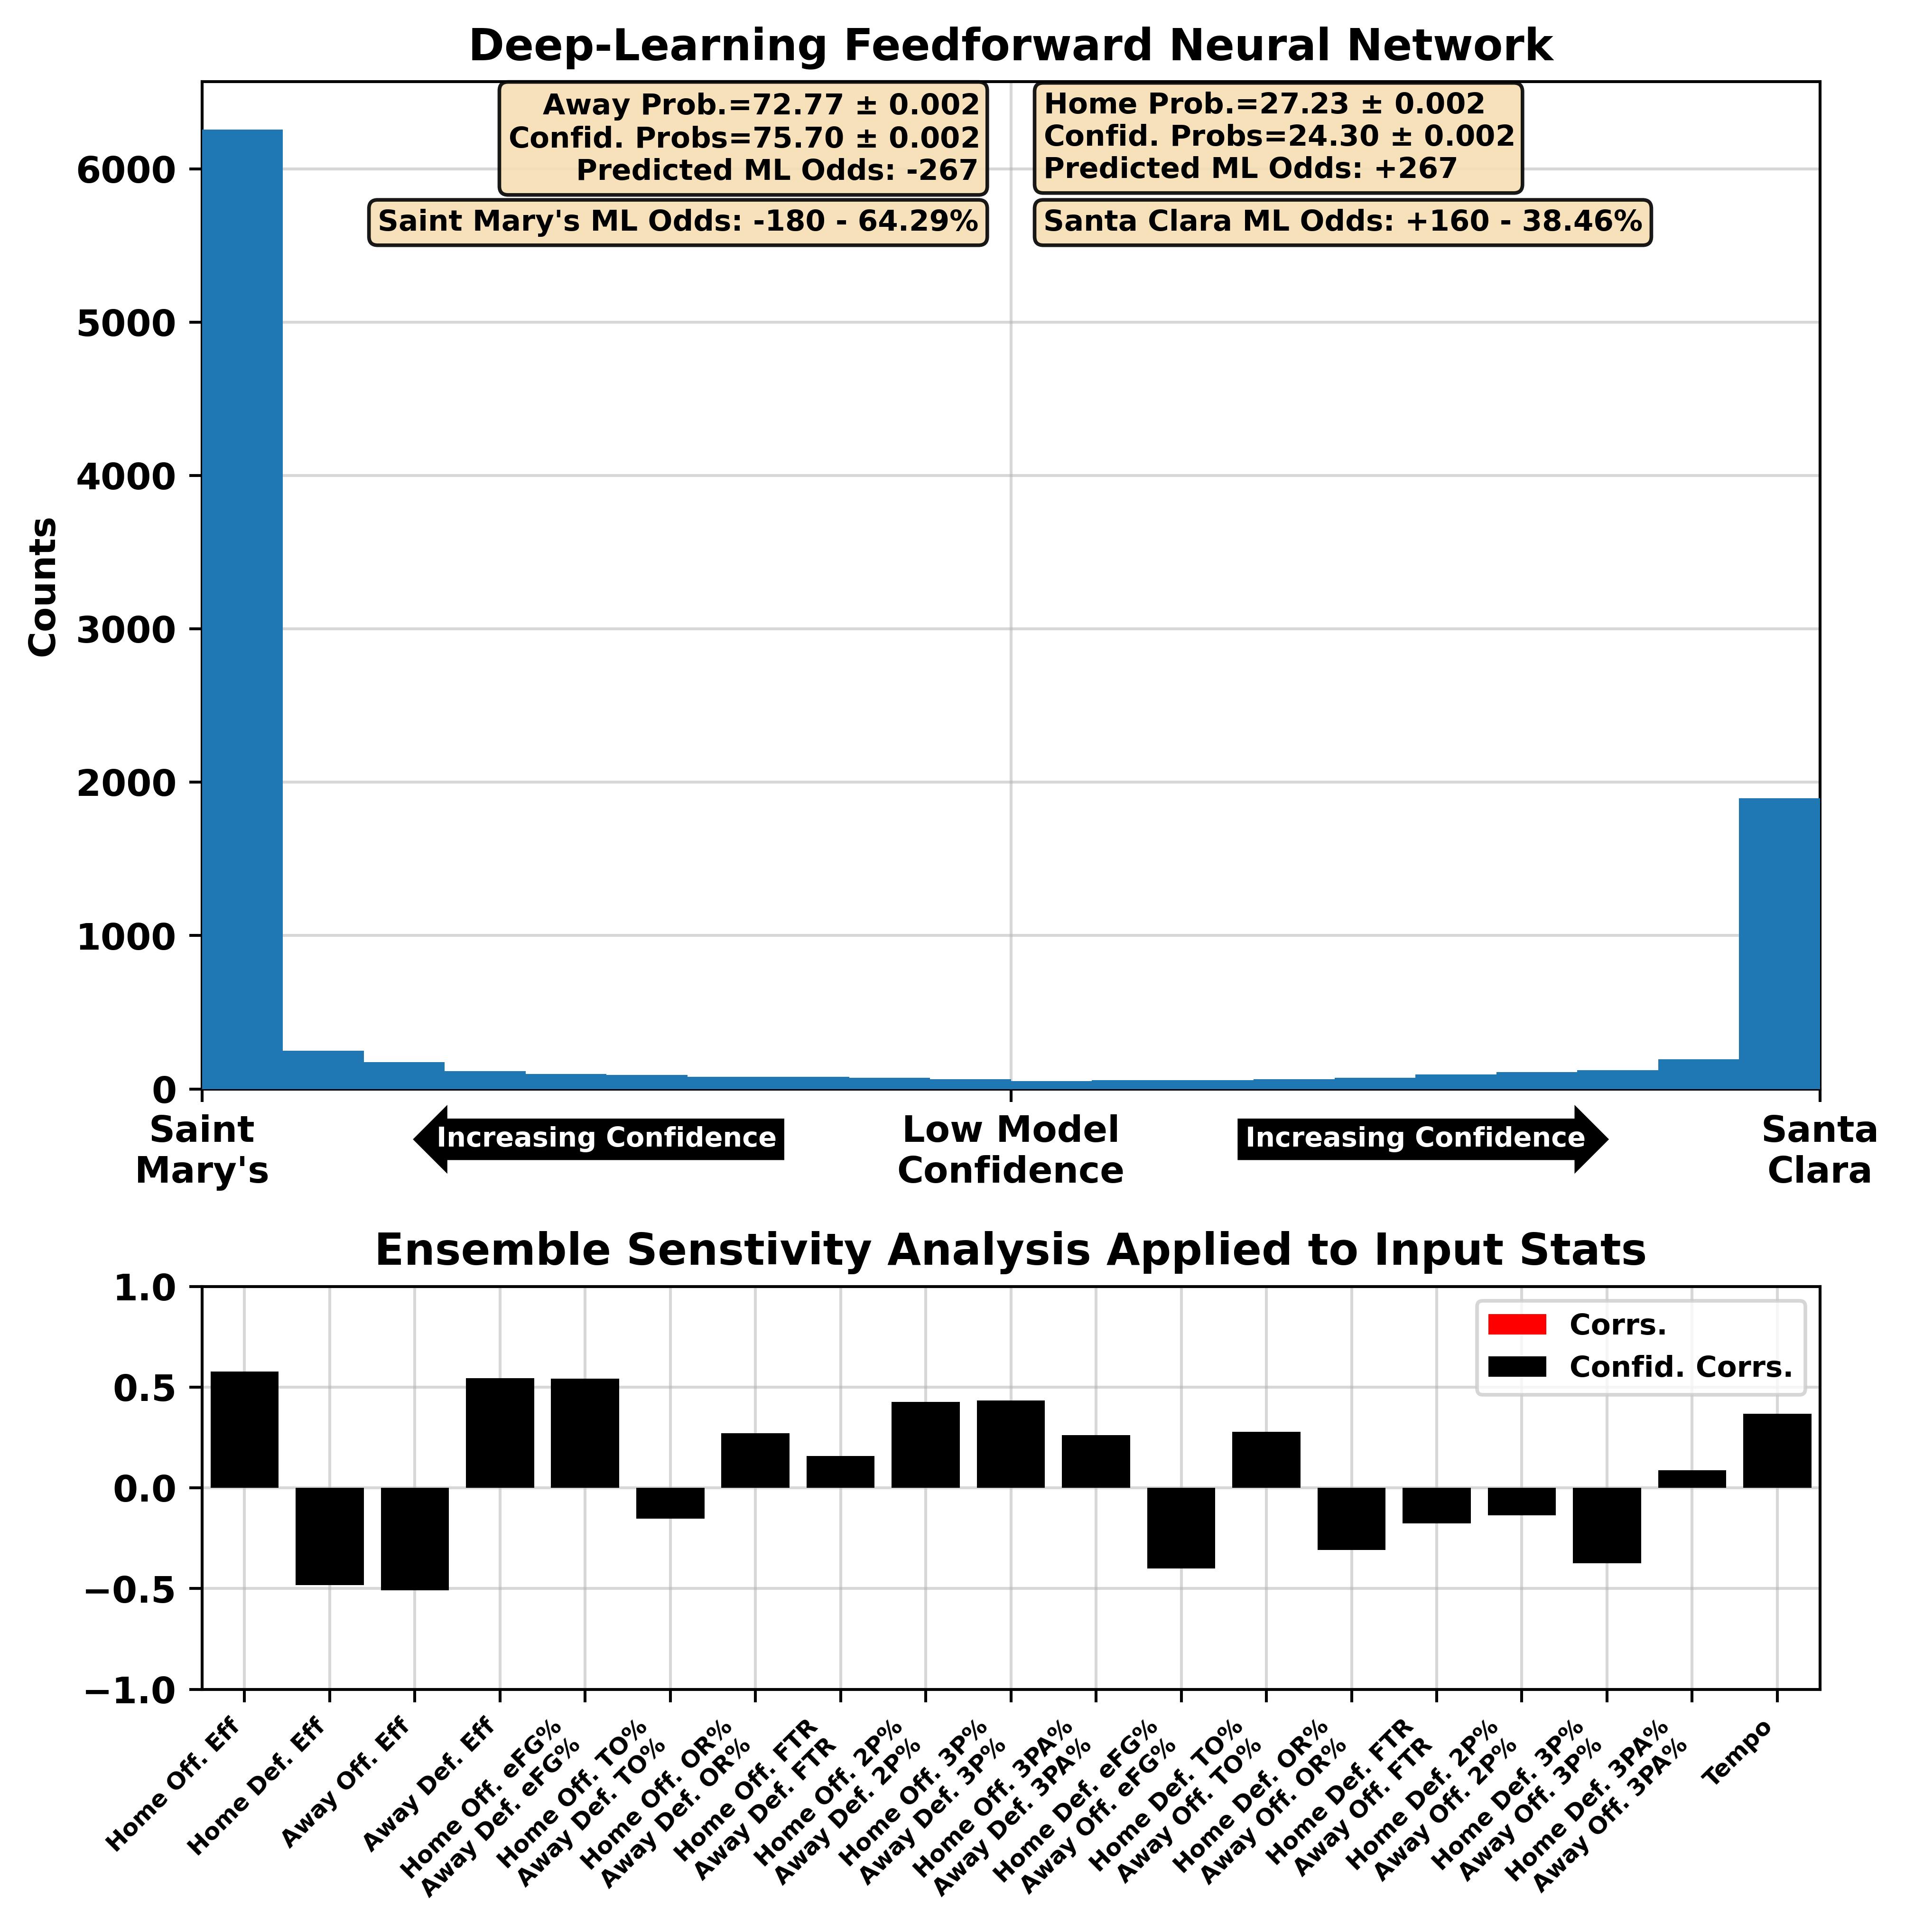 Deep-Learning Feedforward Neural Network
Away Prob.=72.77 ± 0.002
Confid. Probs=75.70 ± 0.002
Predicted ML Odds: -267
Home Prob.=27.23 ± 0.002
Confid. Probs=24.30 ± 0.002
Predicted ML Odds: +267
Saint Mary's ML Odds: -180 - 64.29%
Santa Clara ML Odds: +160 - 38.46%
Counts
6000
5000
4000
3000
2000
1000
0
Saint
Mary's
Increasing Confidence
Low Model
Confidence
Increasing Confidence
Santa
Clara
Ensemble Senstivity Analysis Applied to Input Stats
1.0
0.5
0.0
−0.5
−1.0
Corrs.
Confid. Corrs.
Home Off. Eff
Home Def. Eff
Away Off. Eff
Away Def. Eff
Home Off. eFG%
Away Def. eFG%
Home Off. TO%
Away Def. TO%
Home Off. OR%
Away Def. OR%
Home Off. FTR
Away Def. FTR
Home Off. 2P%
Away Def. 2P%
Home Off. 3P%
Away Def. 3P%
Home Off. 3PA%
Away Def. 3PA%
Home Def. eFG%
Away Off. eFG%
Home Def. TO%
Away Off. TO%
Home Def. OR%
Away Off. OR%
Home Def. FTR
Away Off. FTR
Home Def. 2P%
Away Off. 2P%
Home Def. 3P%
Away Off. 3P%
Home Def. 3PA%
Away Off. 3PA%
Tempo